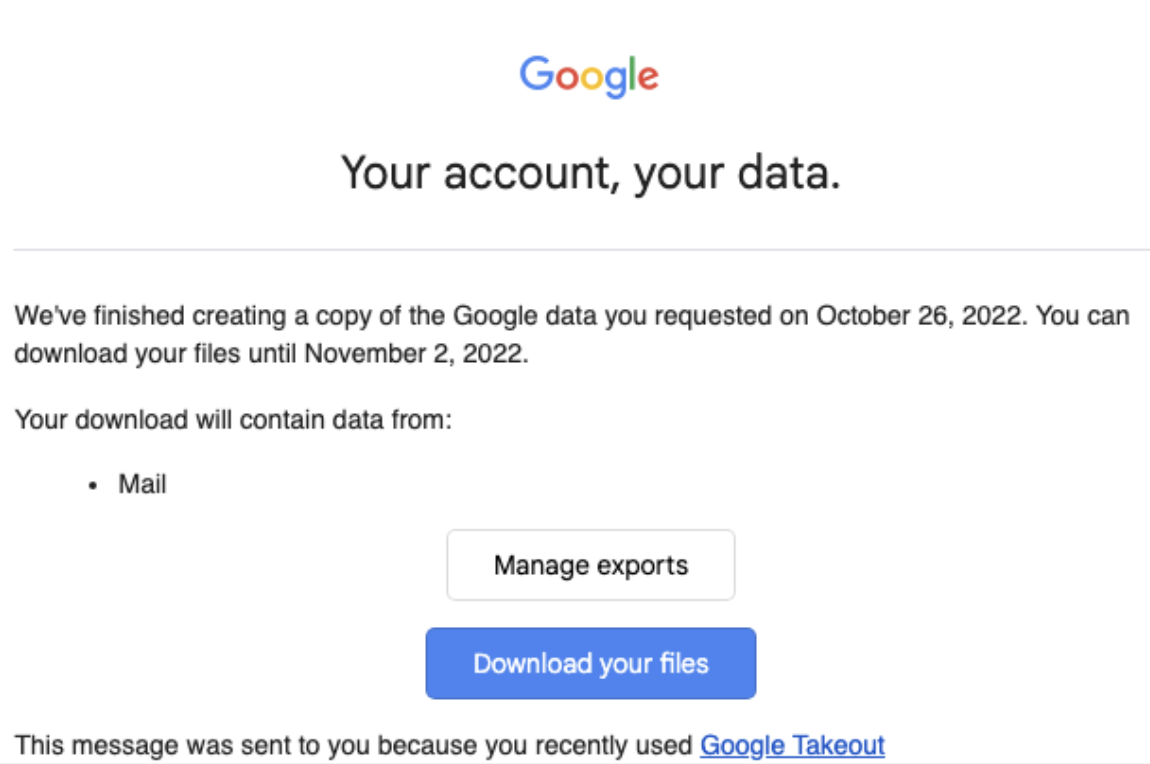 Google
Your account, your data.
We've finished creating a copy of the Google data you requested on October 26, 2022. You can
download your files until November 2, 2022.
Your download will contain data from:
• Mail
Manage exports
Download your files
This message was sent to you because you recently used Google Takeout